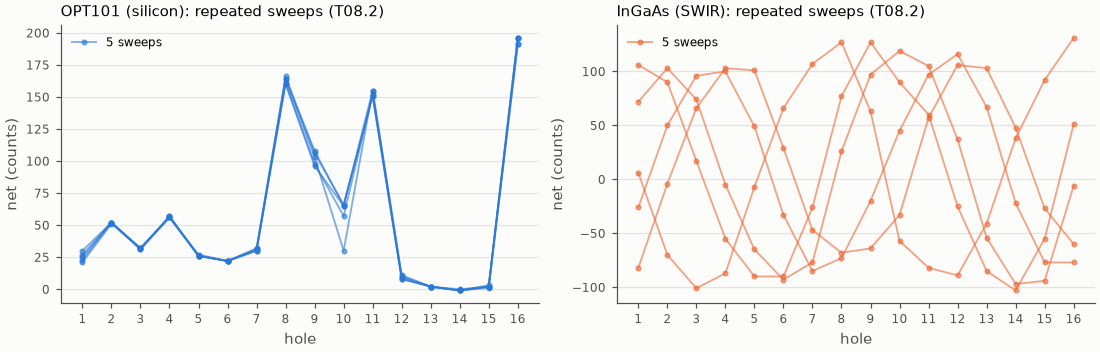 OPT101 (silicon): repeated sweeps (T08.2)
5 sweeps
net (counts)
200
175
150
125
100
75
50
25
0
1 2 3 4 5 6 7 8 9 10 11 12 13 14 15 16
hole
InGaAs (SWIR): repeated sweeps (T08.2)
5 sweeps
net (counts)
100
50
0
−50
−100
1 2 3 4 5 6 7 8 9 10 11 12 13 14 15 16
hole